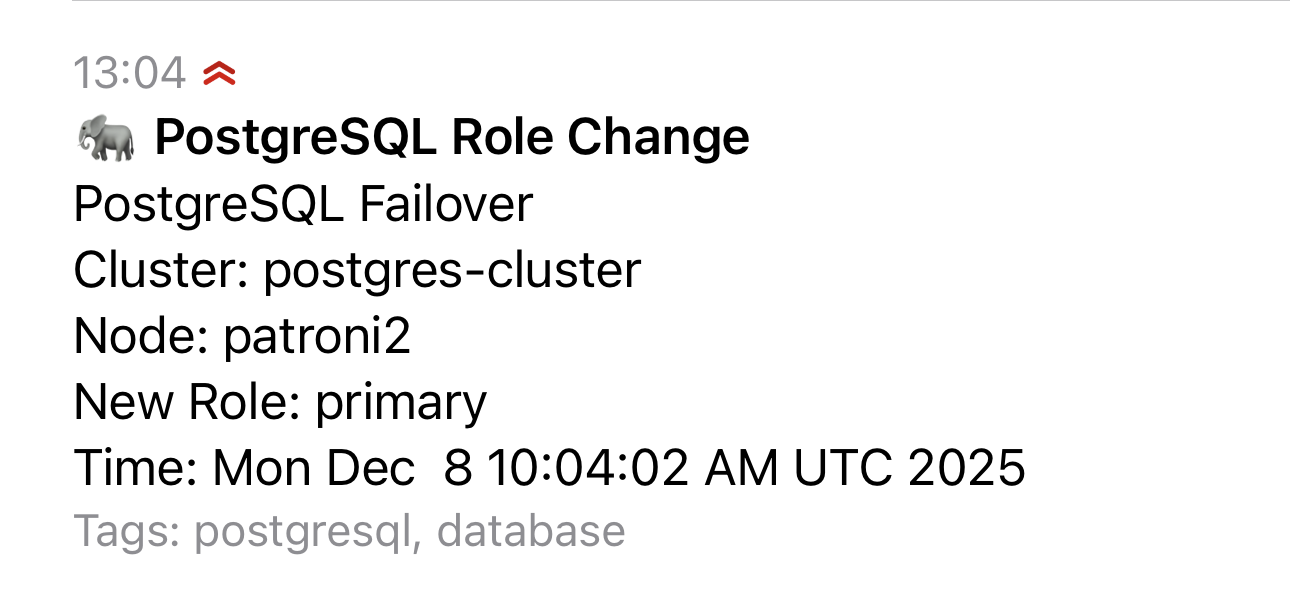 13:04
🐘 PostgreSQL Role Change
PostgreSQL Failover
Cluster: postgres-cluster
Node: patroni2
New Role: primary
Time: Mon Dec  8 10:04:02 AM UTC 2025
Tags: postgresql, database